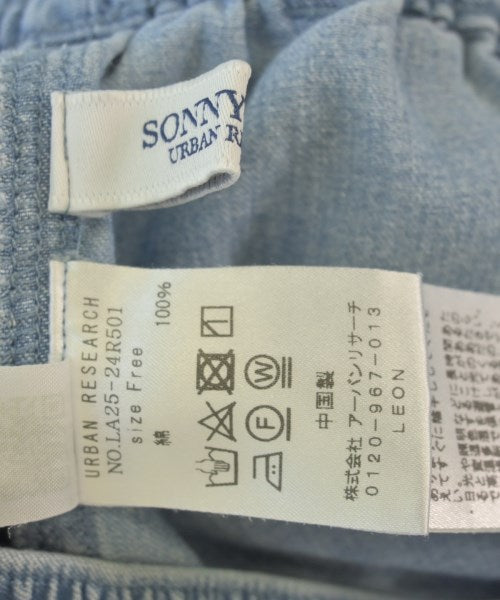 SONNY
URBAN RE
URBAN RESEARCH
NO.LA25-24R501
size Free
綿 100%
中国製
株式会社 アーバンリサーチ
0120-967-013
LEON